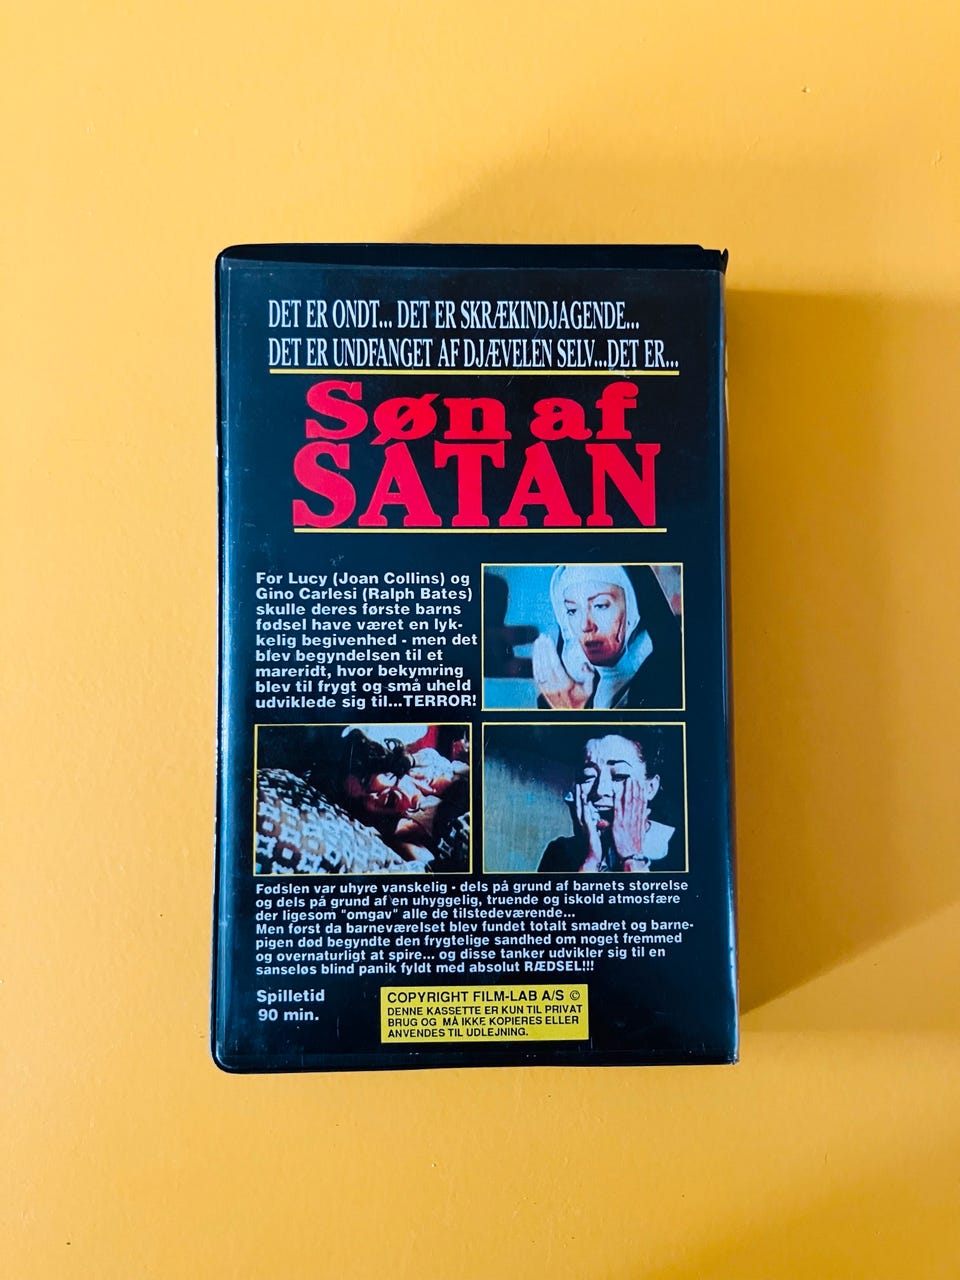 DET ER ONDT... DET ER SKRÆKINDJAGENDE...
DET ER UNDFANGET AF DJÆVELEN SELV...DET ER...
Søn af
SATAN
For Lucy (Joan Collins) og
Gino Carlesi (Ralph Bates)
skulle deres første barns
fødsel have været en lyk-
kelig begivenhed - men det
blev begyndelsen til et
mareridt, hvor bekymring
blev til frygt og små uheld
udviklede sig til...TERROR!
Fødslen var uhyre vanskelig - dels på grund af barnets størrelse
og dels på grund af en uhyggelig, truende og iskold atmosfære
der ligesom "omgav" alle de tilstedeværende...
Men først da barneværelset blev fundet totalt smadret og barne-
pigen død begyndte den frygtelige sandhed om noget fremmed
og overnaturligt at spire... og disse tanker udvikler sig til en
sanseløs blind panik fyldt med absolut RÆDSEL!!!
Spilletid
90 min.
COPYRIGHT FILM-LAB A/S ©
DENNE KASSETTE ER KUN TIL PRIVAT
BRUG OG MÅ IKKE KOPIERES ELLER
ANVENDES TIL UDLEJNING.